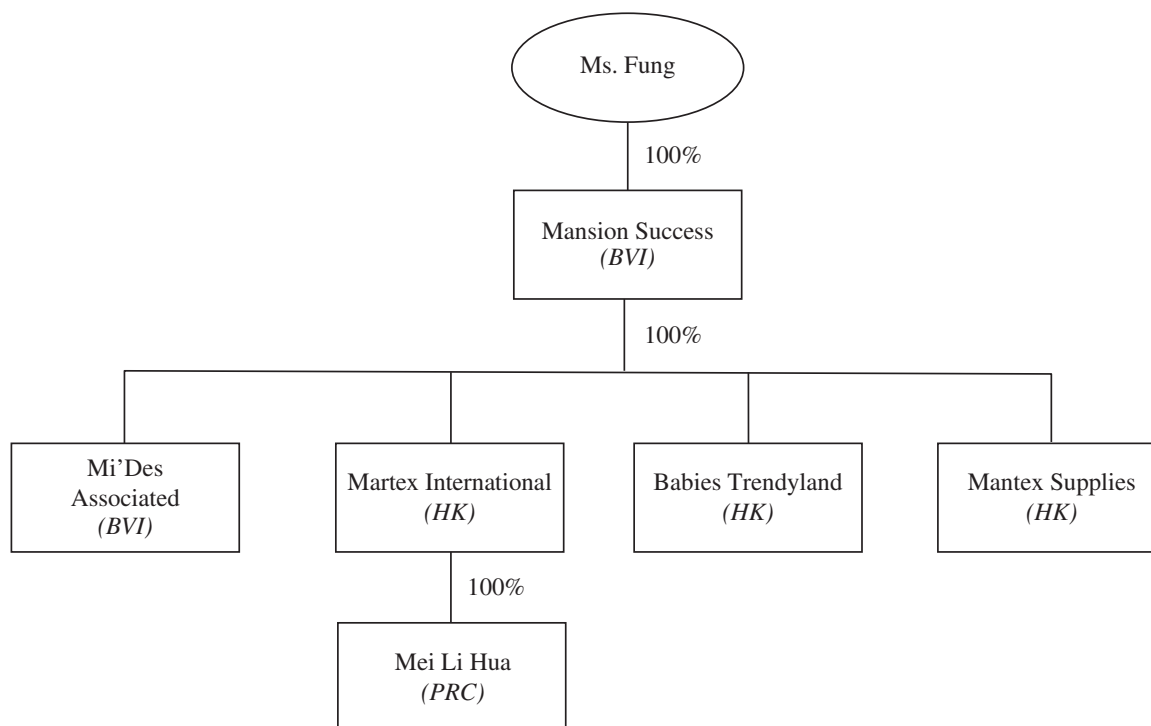 Ms. Fung
100%
Mansion Success
(BVI)
100%
Mi’Des
Associated
(BVI)
Martex International
(HK)
Babies Trendyland
(HK)
Mantex Supplies
(HK)
100%
Mei Li Hua
(PRC)